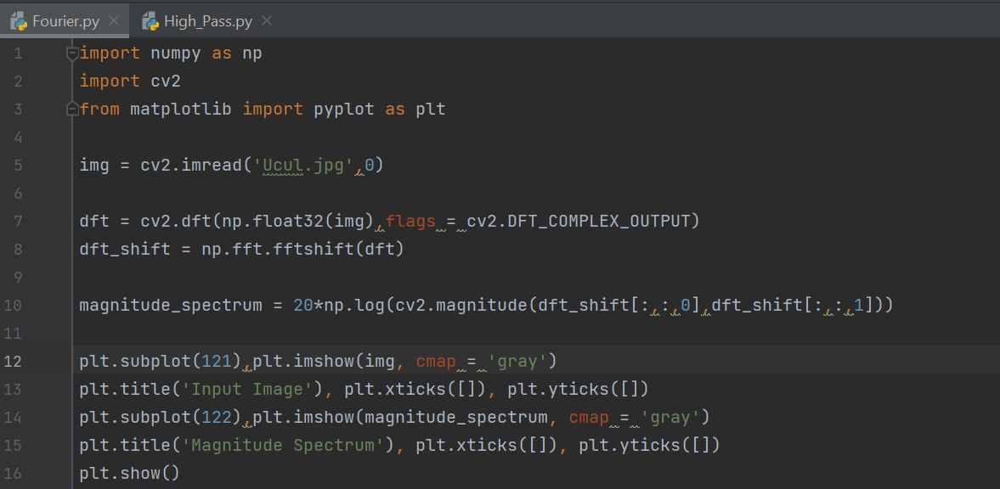 Fourier.py High_Pass.py
1 import numpy as np
2 import cv2
3 from matplotlib import pyplot as plt
4
5 img = cv2.imread('Ucul.jpg',0)
6
7 dft = cv2.dft(np.float32(img),flags = cv2.DFT_COMPLEX_OUTPUT)
8 dft_shift = np.fft.fftshift(dft)
9
10 magnitude_spectrum = 20*np.log(cv2.magnitude(dft_shift[:,:,0],dft_shift[:,:,1]))
11
12 plt.subplot(121),plt.imshow(img, cmap = 'gray')
13 plt.title('Input Image'), plt.xticks([]), plt.yticks([])
14 plt.subplot(122),plt.imshow(magnitude_spectrum, cmap = 'gray')
15 plt.title('Magnitude Spectrum'), plt.xticks([]), plt.yticks([])
16 plt.show()